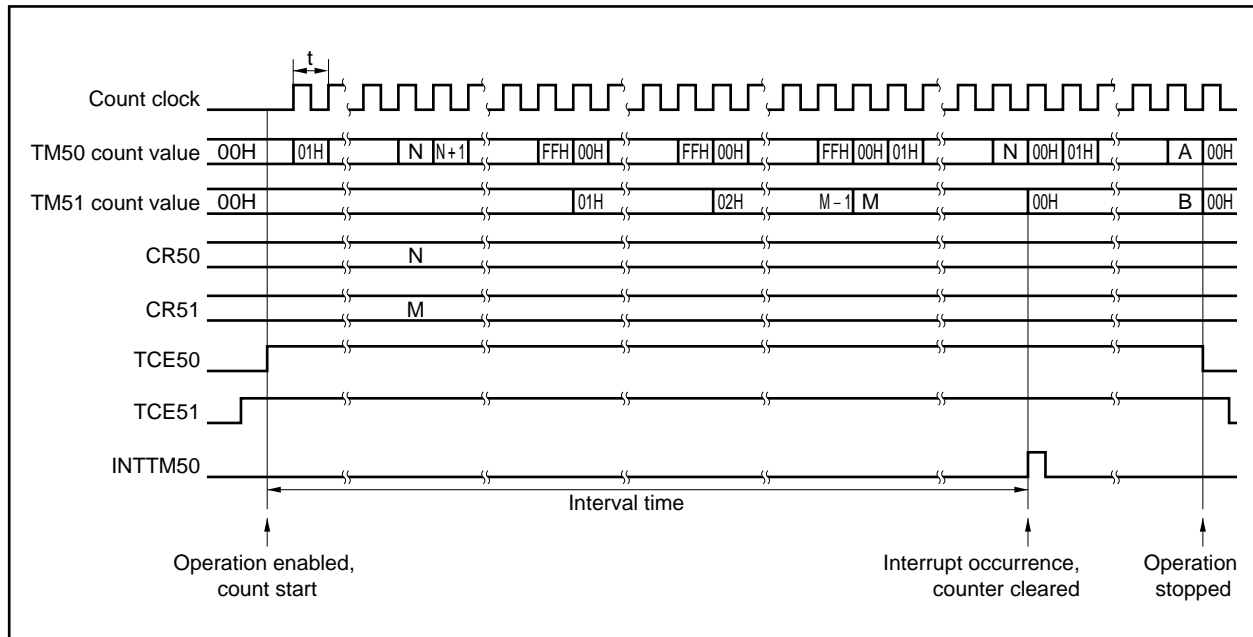 t
Count clock
TM50 count value 00H 01H N N + 1 FFH 00H FFH 00H FFH 00H 01H N 00H 01H A 00H
TM51 count value 00H 01H 02H M − 1 M 00H B 00H
CR50 N
CR51 M
TCE50
TCE51
INTTM50
Interval time
Operation enabled,
count start
Interrupt occurrence,
counter cleared
Operation
stopped